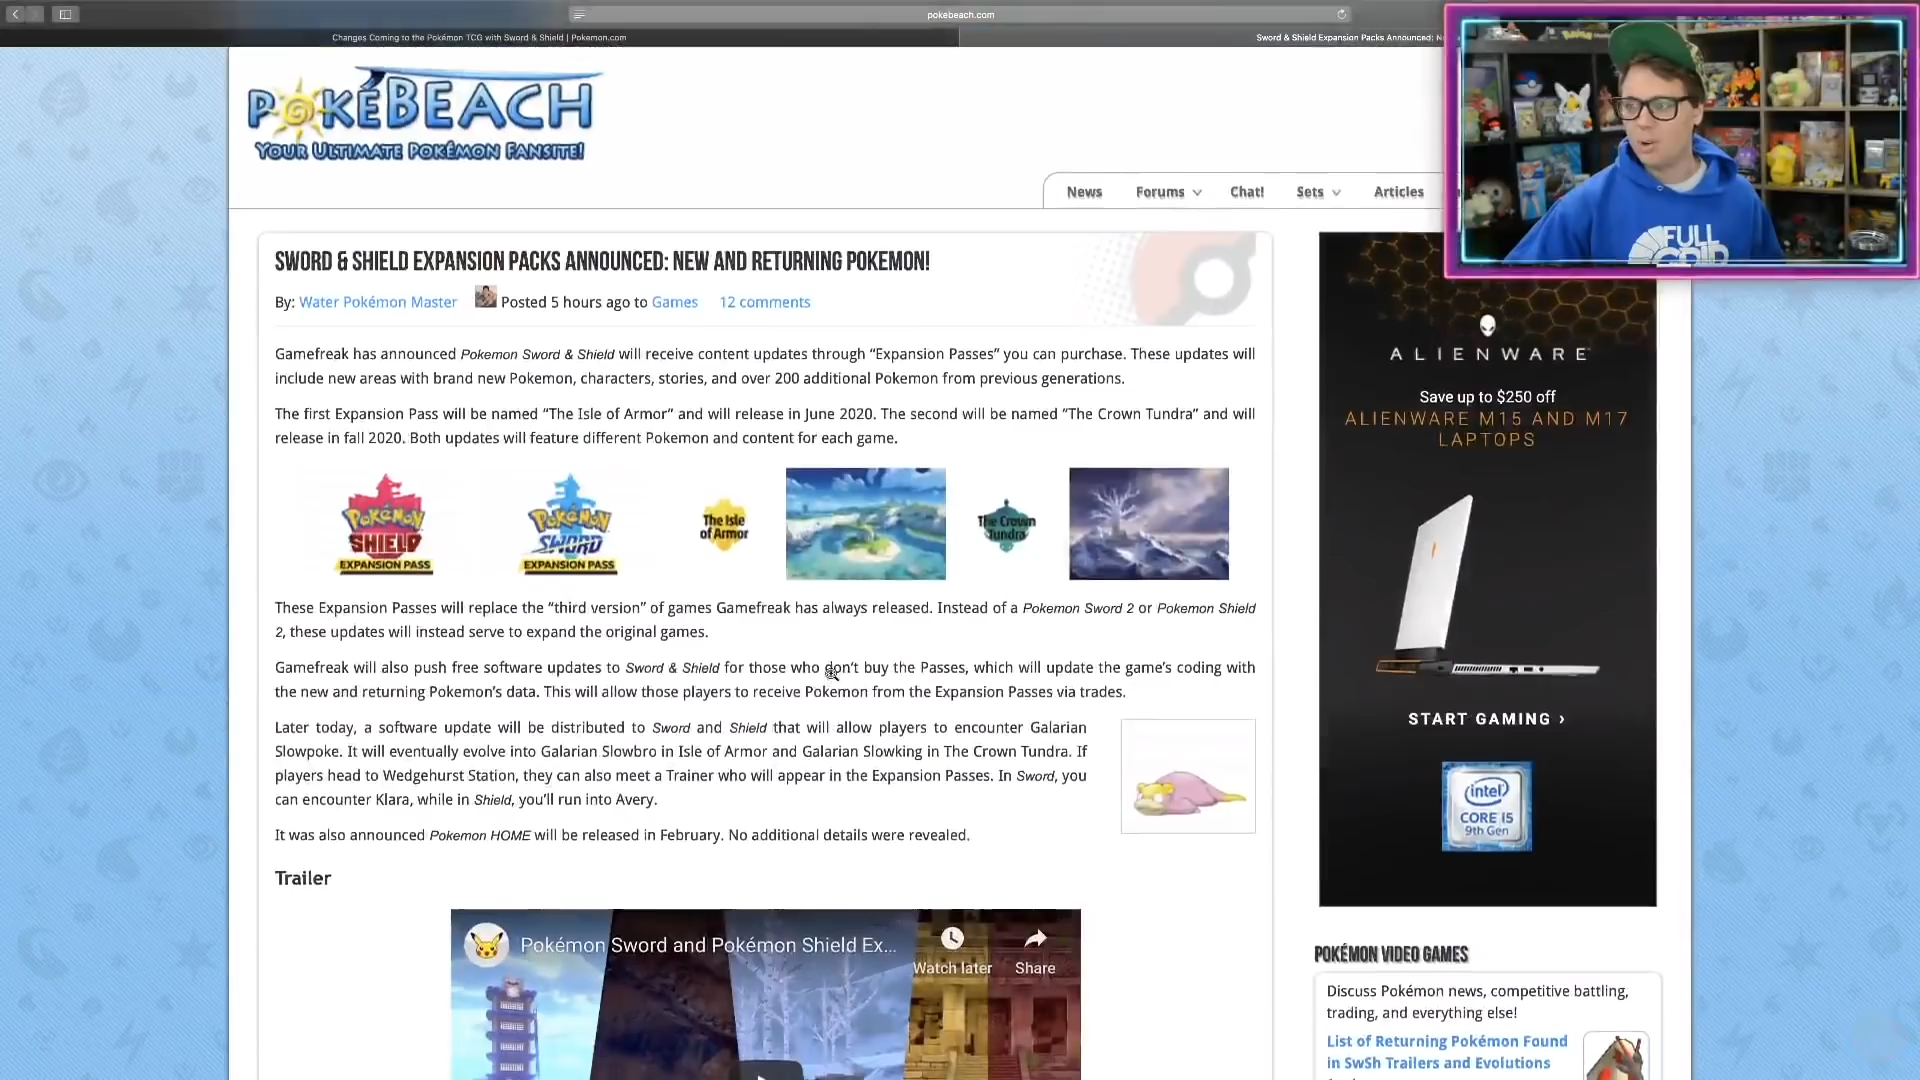 pokebeach.com
Changes Coming to the Pokémon TCG with Sword & Shield | Pokemon.com
Sword & Shield Expansion Packs Announced:
POKÉBEACH
YOUR ULTIMATE POKÉMON FANSITE!
News
Forums
Chat!
Sets
Articles
FULL
GRIP
SWORD & SHIELD EXPANSION PACKS ANNOUNCED: NEW AND RETURNING POKEMON!
By: Water Pokémon Master Posted 5 hours ago to Games 12 comments
Gamefreak has announced Pokemon Sword & Shield will receive content updates through “Expansion Passes” you can purchase. These updates will
include new areas with brand new Pokemon, characters, stories, and over 200 additional Pokemon from previous generations.
The first Expansion Pass will be named “The Isle of Armor” and will release in June 2020. The second will be named “The Crown Tundra” and will
release in fall 2020. Both updates will feature different Pokemon and content for each game.
POKéMON
SHIELD
EXPANSION PASS
POKéMON
SWORD
EXPANSION PASS
The Isle
of Armor
The Crown
Tundra
These Expansion Passes will replace the “third version” of games Gamefreak has always released. Instead of a Pokemon Sword 2 or Pokemon Shield
2, these updates will instead serve to expand the original games.
Gamefreak will also push free software updates to Sword & Shield for those who don’t buy the Passes, which will update the game’s coding with
the new and returning Pokemon’s data. This will allow those players to receive Pokemon from the Expansion Passes via trades.
Later today, a software update will be distributed to Sword and Shield that will allow players to encounter Galarian
Slowpoke. It will eventually evolve into Galarian Slowbro in Isle of Armor and Galarian Slowking in The Crown Tundra. If
players head to Wedgehurst Station, they can also meet a Trainer who will appear in the Expansion Passes. In Sword, you
can encounter Klara, while in Shield, you’ll run into Avery.
It was also announced Pokemon HOME will be released in February. No additional details were revealed.
Trailer
Pokémon Sword and Pokémon Shield Ex...
Watch later
Share
ALIENWARE
Save up to $250 off
ALIENWARE M15 AND M17
LAPTOPS
START GAMING ›
intel
CORE i5
9th Gen
POKÉMON VIDEO GAMES
Discuss Pokémon news, competitive battling,
trading, and everything else!
List of Returning Pokémon Found
in SwSh Trailers and Evolutions